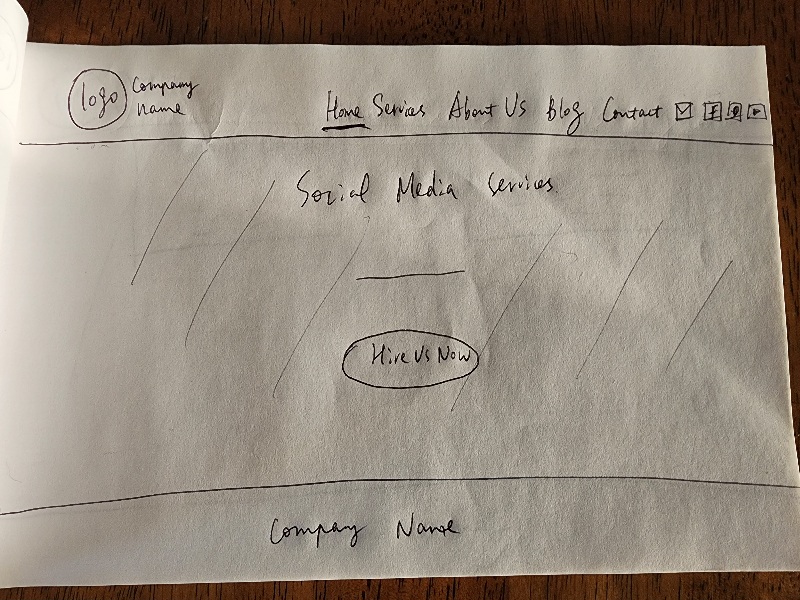 logo
Company
name
Home Services About Us Blog Contact
Social Media Services
Hire Us Now
Company Name